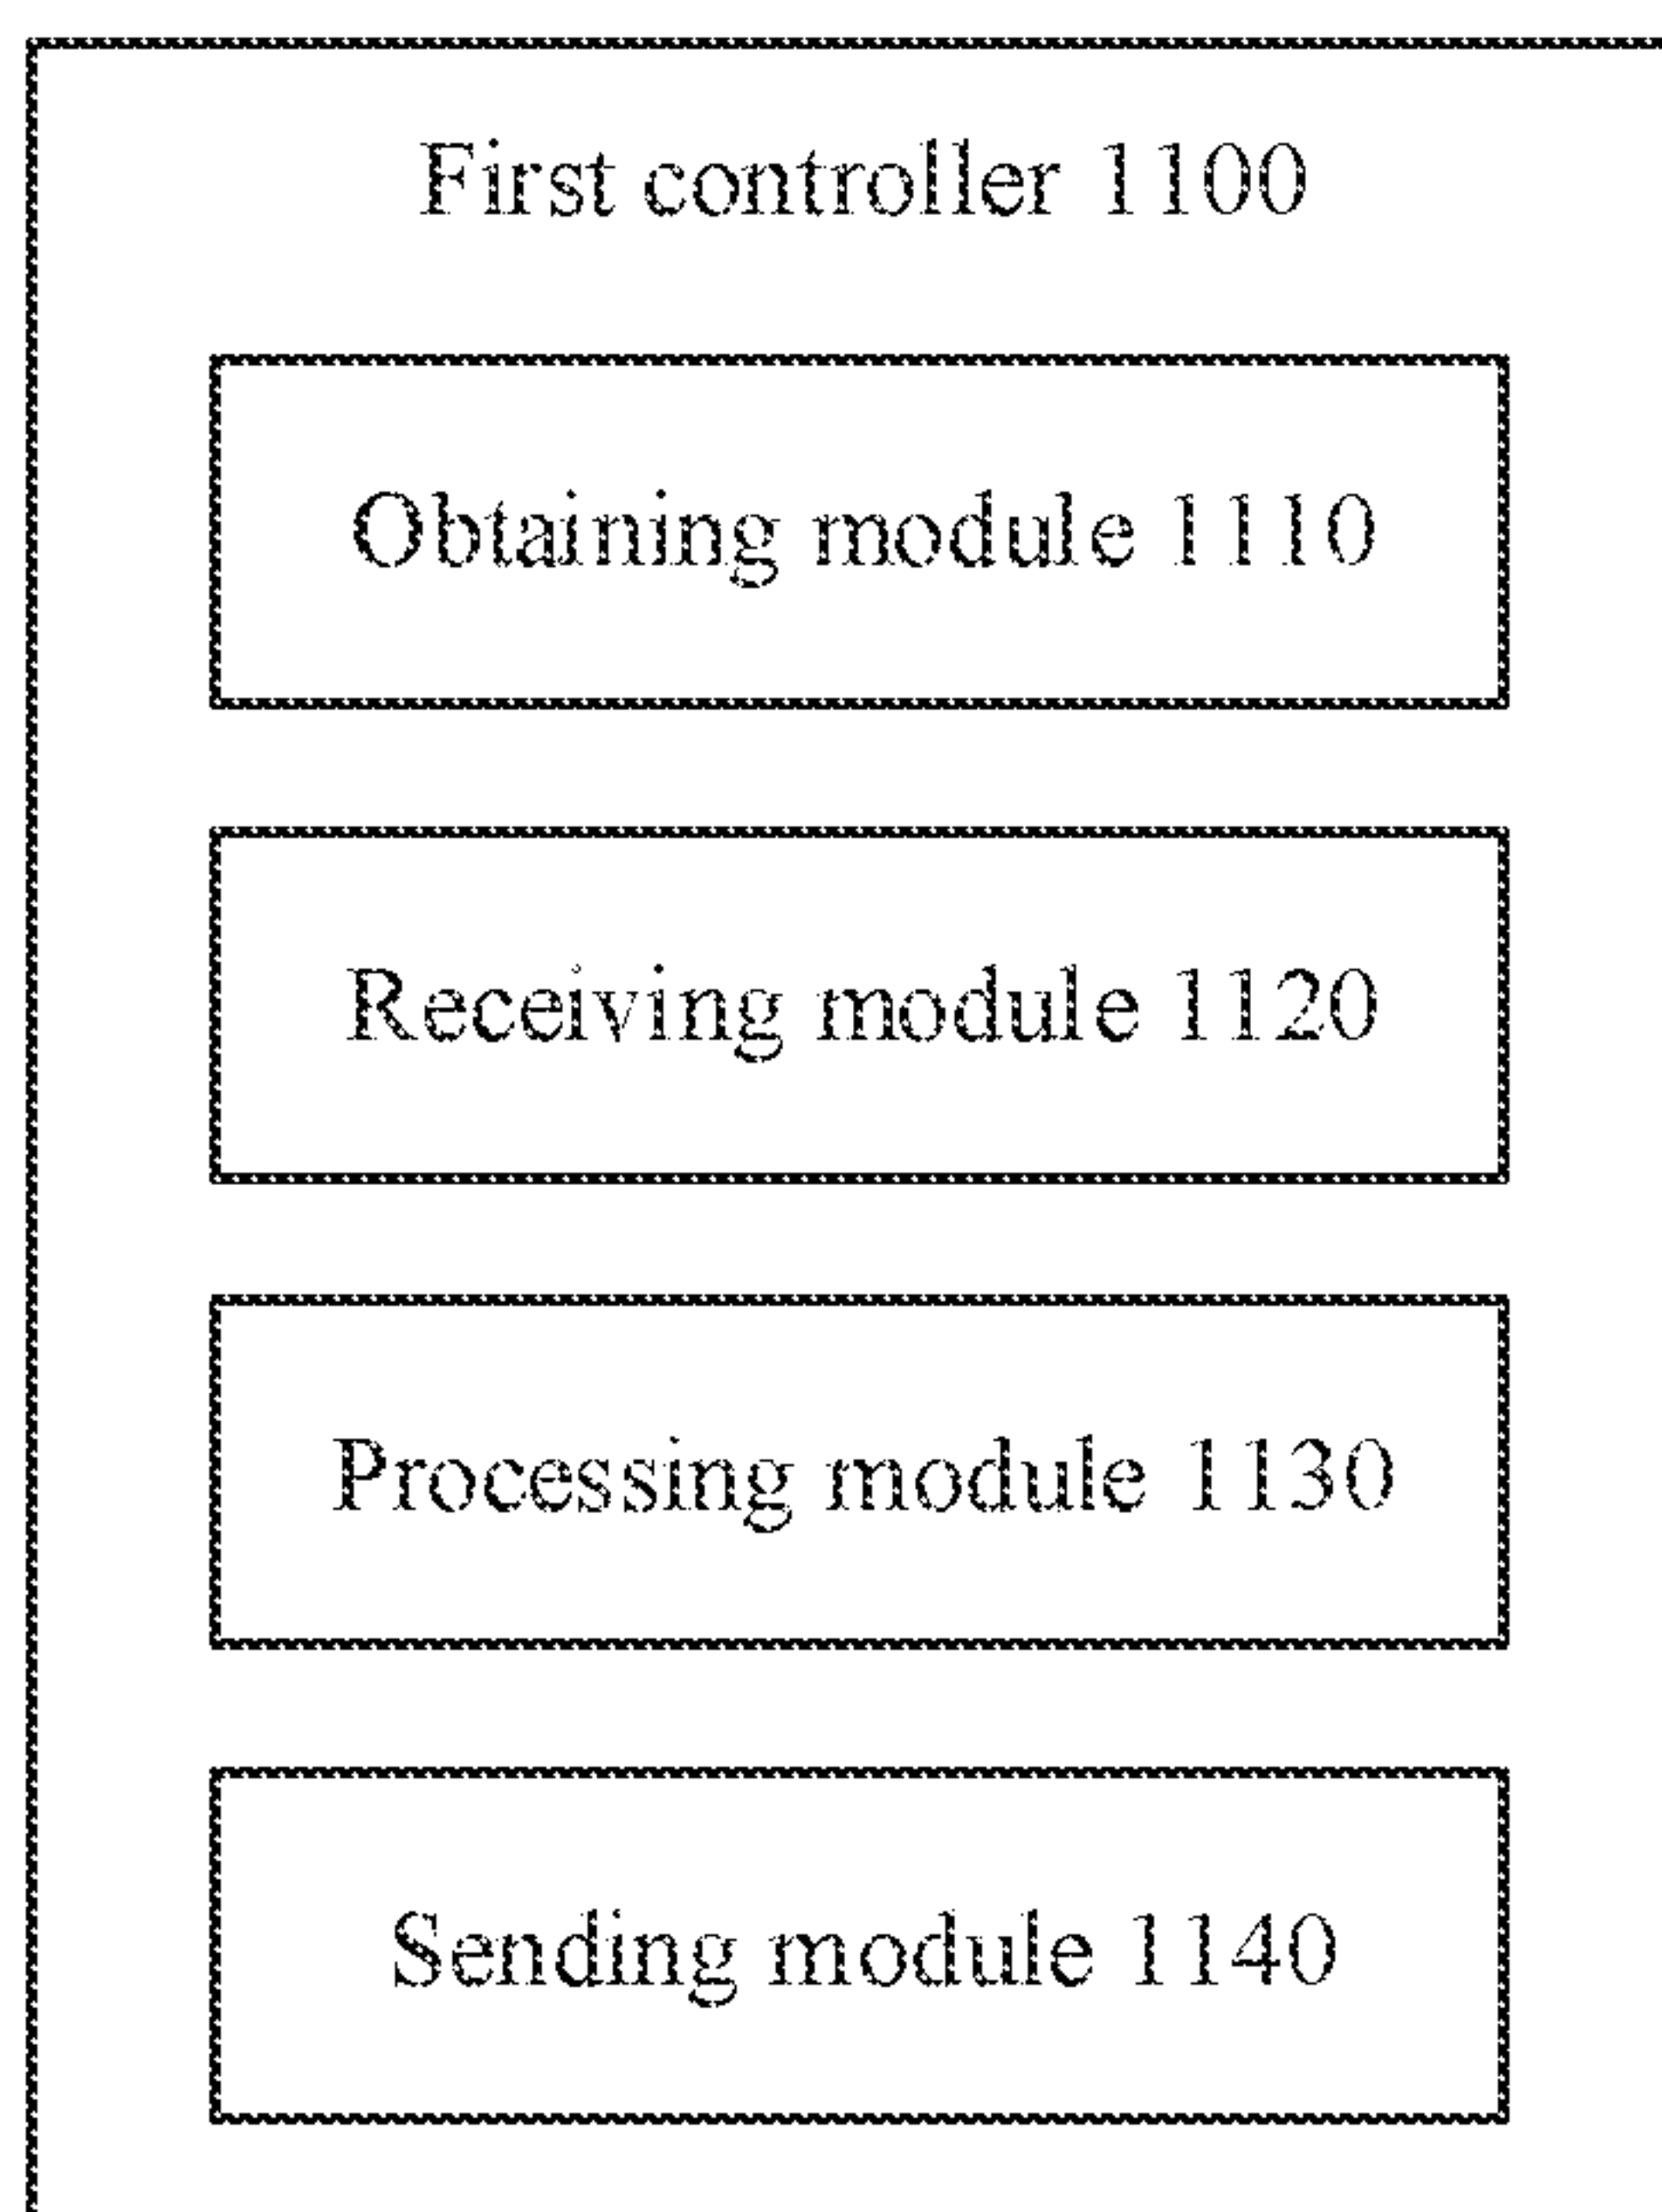 First controller 1100
Obtaining module 1110
Receiving module 1120
Processing module 1130
Sending module 1140